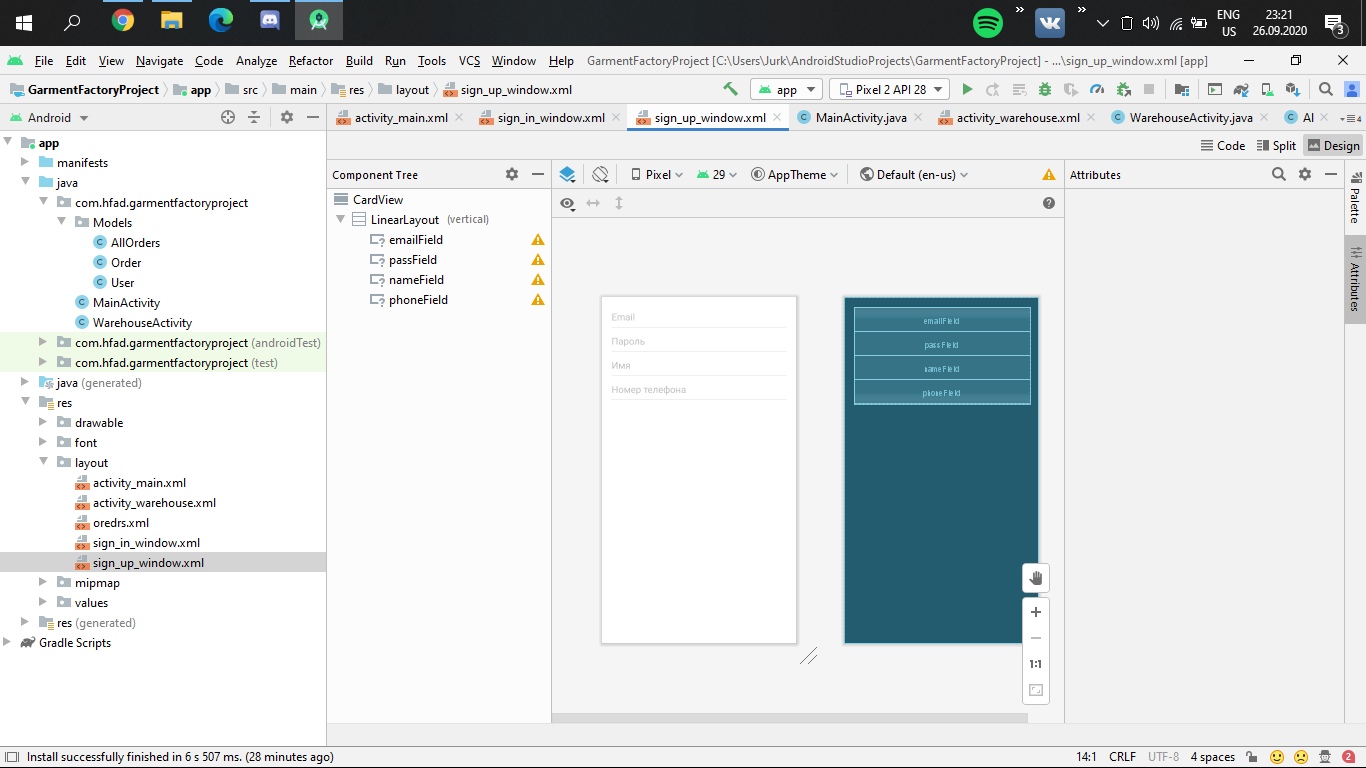 ENG
US
23:21
26.09.2020
3
File Edit View Navigate Code Analyze Refactor Build Run Tools VCS Window Help GarmentFactoryProject [C:\Users\Jurk\AndroidStudioProjects\GarmentFactoryProject] - ...\sign_up_window.xml [app]
GarmentFactoryProject app src main res layout sign_up_window.xml app Pixel 2 API 28
Android
activity_main.xml sign_in_window.xml sign_up_window.xml MainActivity.java activity_warehouse.xml WarehouseActivity.java Al 4
Code Split Design
app
manifests
java
com.hfad.garmentfactoryproject
Models
AllOrders
Order
User
MainActivity
WarehouseActivity
com.hfad.garmentfactoryproject (androidTest)
com.hfad.garmentfactoryproject (test)
java (generated)
res
drawable
font
layout
activity_main.xml
activity_warehouse.xml
oredrs.xml
sign_in_window.xml
sign_up_window.xml
mipmap
values
res (generated)
Gradle Scripts
Component Tree
CardView
LinearLayout (vertical)
emailField
passField
nameField
phoneField
Pixel 29 AppTheme Default (en-us)
Email
Пароль
Имя
Номер телефона
emailField
passField
nameField
phoneField
1:1
Attributes
Palette
Attributes
Install successfully finished in 6 s 507 ms. (28 minutes ago)
14:1 CRLF UTF-8 4 spaces 2